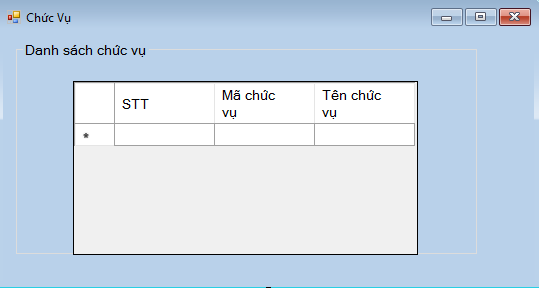 Chức Vụ
Danh sách chức vụ
STT
Mã chức
vụ
Tên chức
vụ
*